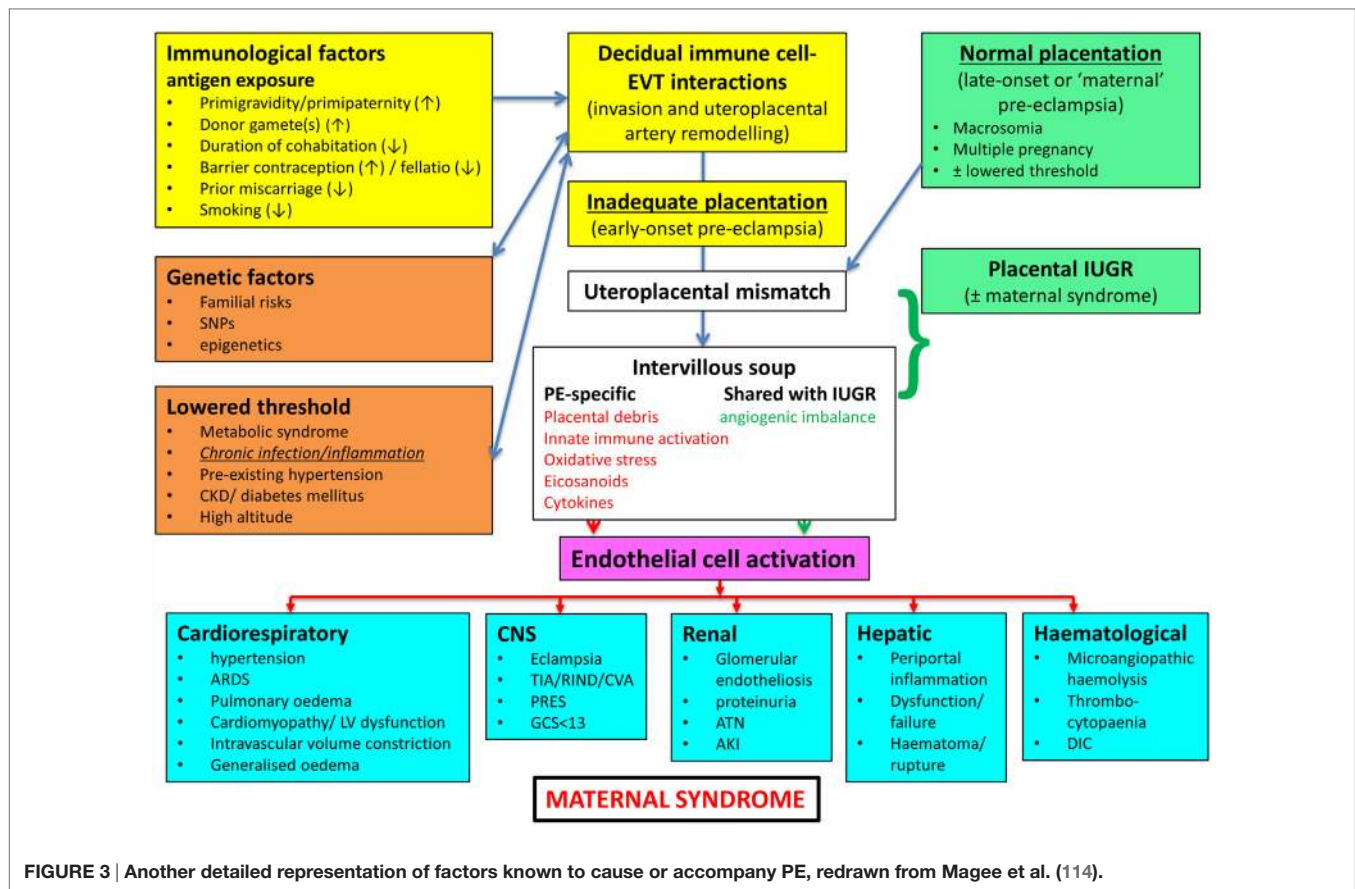 Immunological factors
antigen exposure
• Primigravidity/primipaternity (↑)
• Donor gamete(s) (↑)
• Duration of cohabitation (↓)
• Barrier contraception (↑) / fellatio (↓)
• Prior miscarriage (↓)
• Smoking (↓)
Decidual immune cell-
EVT interactions
(invasion and uteroplacental
artery remodelling)
Normal placentation
(late-onset or ‘maternal’
pre-eclampsia)
• Macrosomia
• Multiple pregnancy
• ± lowered threshold
Inadequate placentation
(early-onset pre-eclampsia)
Genetic factors
• Familial risks
• SNPs
• epigenetics
Uteroplacental mismatch
Placental IUGR
(± maternal syndrome)
}
Lowered threshold
• Metabolic syndrome
• Chronic infection/inflammation
• Pre-existing hypertension
• CKD/ diabetes mellitus
• High altitude
Intervillous soup
PE-specific
Placental debris
Innate immune activation
Oxidative stress
Eicosanoids
Cytokines
Shared with IUGR
angiogenic imbalance
Endothelial cell activation
Cardiorespiratory
• hypertension
• ARDS
• Pulmonary oedema
• Cardiomyopathy/ LV dysfunction
• Intravascular volume constriction
• Generalised oedema
CNS
• Eclampsia
• TIA/RIND/CVA
• PRES
• GCS<13
Renal
• Glomerular
endotheliosis
• proteinuria
• ATN
• AKI
Hepatic
• Periportal
inflammation
• Dysfunction/
failure
• Haematoma/
rupture
Haematological
• Microangiopathic
haemolysis
• Thrombo-
cytopaenia
• DIC
MATERNAL SYNDROME
FIGURE 3 | Another detailed representation of factors known to cause or accompany PE, redrawn from Magee et al. (114).